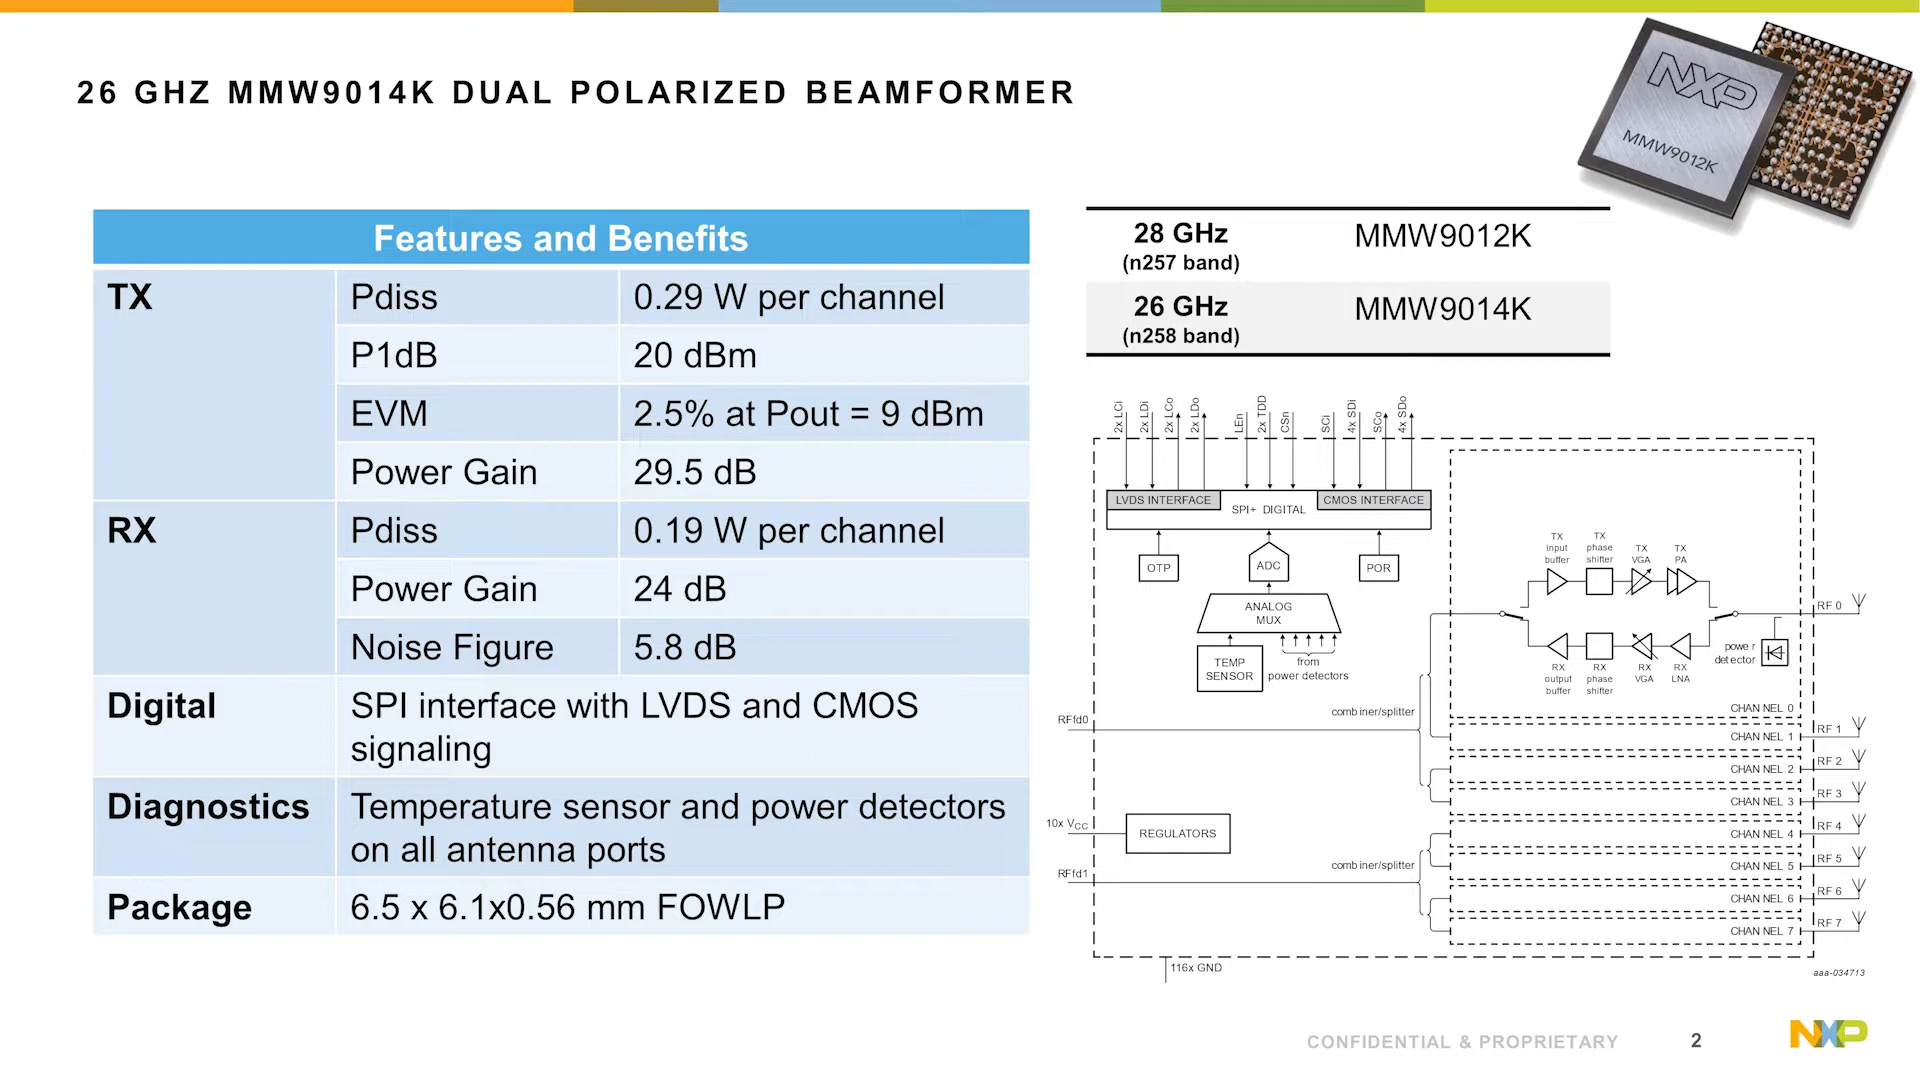 26 GHZ MMW9014K DUAL POLARIZED BEAMFORMER
NXP
MMW9012K
Features and Benefits
TX
Pdiss
0.29 W per channel
P1dB
20 dBm
EVM
2.5% at Pout = 9 dBm
Power Gain
29.5 dB
RX
Pdiss
0.19 W per channel
Power Gain
24 dB
Noise Figure
5.8 dB
Digital
SPI interface with LVDS and CMOS
signaling
Diagnostics
Temperature sensor and power detectors
on all antenna ports
Package
6.5 x 6.1x0.56 mm FOWLP
28 GHz
(n257 band)
MMW9012K
26 GHz
(n258 band)
MMW9014K
2x LCi
2x LDi
2x LCo
2x LDo
LEn
2x TDD
CSn
SCi
4x SDi
SCo
4x SDo
LVDS INTERFACE
SPI+ DIGITAL
CMOS INTERFACE
OTP
ADC
POR
ANALOG
MUX
TEMP
SENSOR
from
power detectors
TX
input
buffer
TX
phase
shifter
TX
VGA
TX
PA
RX
output
buffer
RX
phase
shifter
RX
VGA
RX
LNA
power
detector
RFfd0
combiner/splitter
10x VCC
REGULATORS
RFfd1
combiner/splitter
116x GND
CHANNEL 0
CHANNEL 1
CHANNEL 2
CHANNEL 3
CHANNEL 4
CHANNEL 5
CHANNEL 6
CHANNEL 7
RF 0
RF 1
RF 2
RF 3
RF 4
RF 5
RF 6
RF 7
aaa-034713
CONFIDENTIAL & PROPRIETARY
2
NXP